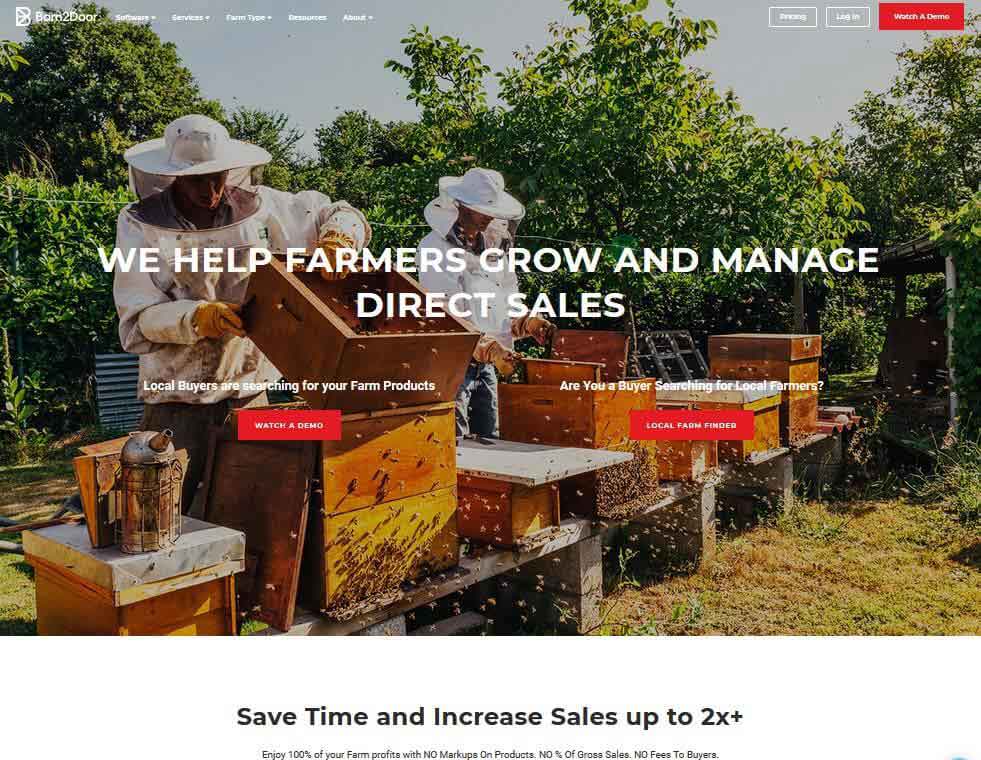 Barn2Door
Software
Services
Farm Type
Resources
About
Pricing
Log In
Watch A Demo
WE HELP FARMERS GROW AND MANAGE
DIRECT SALES
Local Buyers are searching for your Farm Products
Are You a Buyer Searching for Local Farmers?
WATCH A DEMO
LOCAL FARM FINDER
Save Time and Increase Sales up to 2x+
Enjoy 100% of your Farm profits with NO Markups On Products. NO % Of Gross Sales. NO Fees To Buyers.